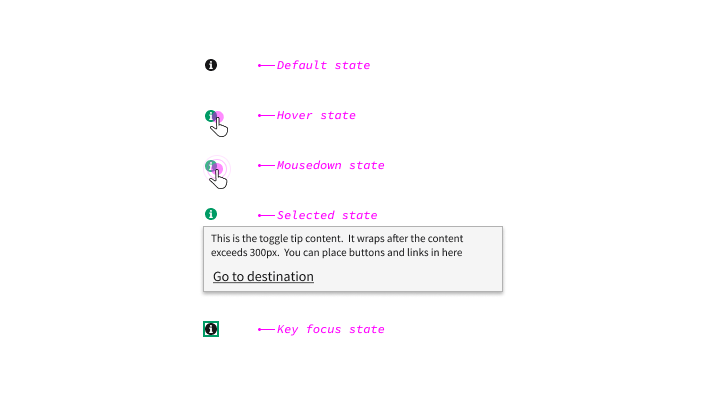 Default state
Hover state
Mousedown state
Selected state
This is the toggle tip content.  It wraps after the content
exceeds 300px.  You can place buttons and links in here
Go to destination
Key focus state